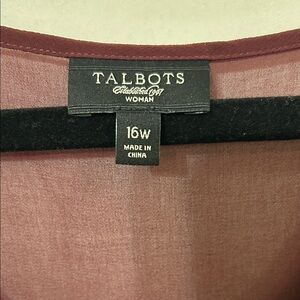 TALBOTS
Established 1947
WOMAN
16W
MADE IN
CHINA